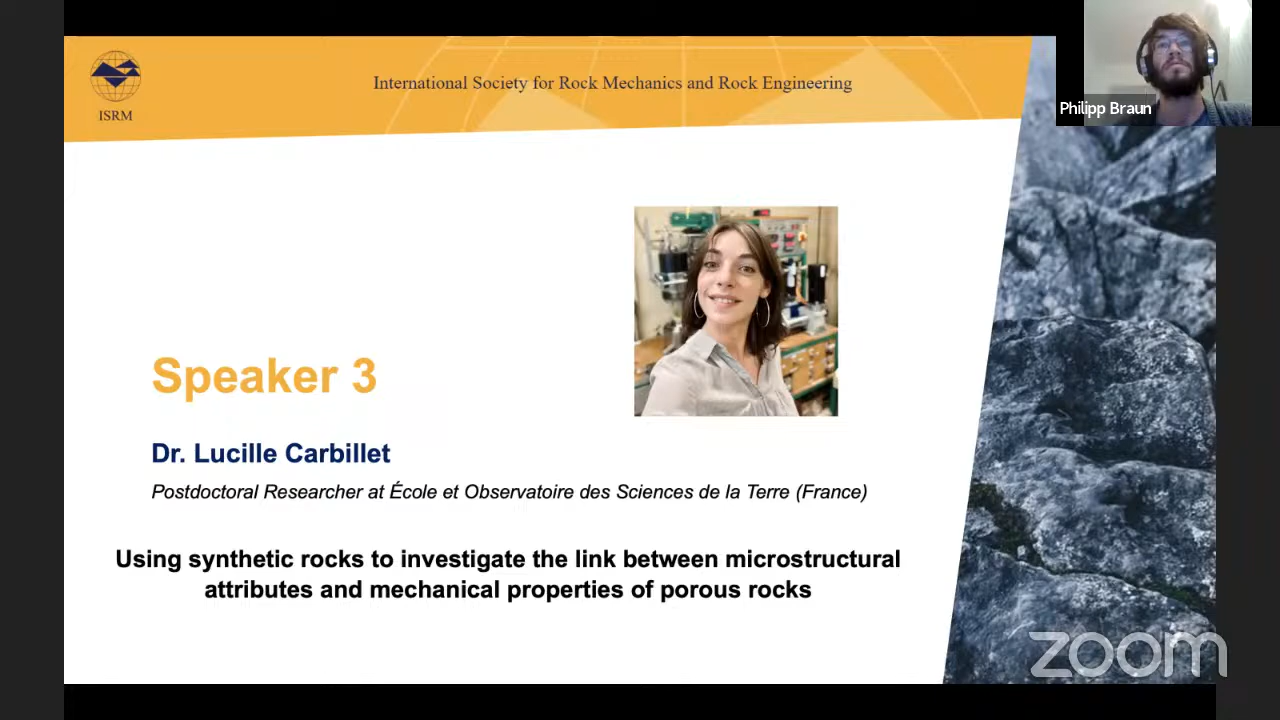 International Society for Rock Mechanics and Rock Engineering
ISRM
Philipp Braun
Speaker 3
Dr. Lucille Carbillet
Postdoctoral Researcher at École et Observatoire des Sciences de la Terre (France)
Using synthetic rocks to investigate the link between microstructural
attributes and mechanical properties of porous rocks
zoom